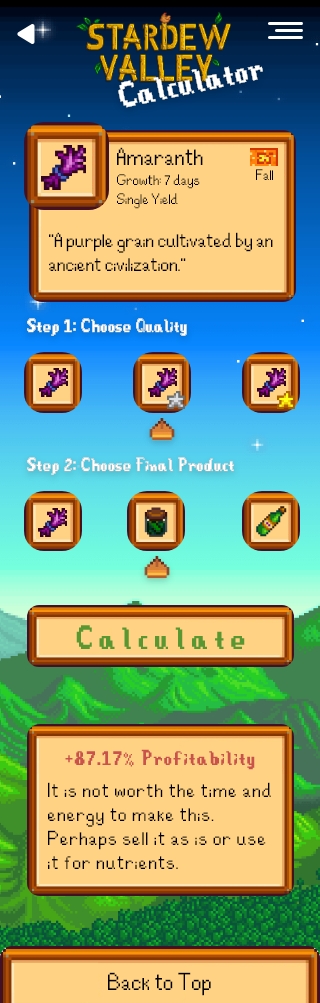 STARDEW
VALLEY
Calculator
Amaranth
Growth: 7 days
Single Yield
Fall
"A purple grain cultivated by an
ancient civilization."
Step 1: Choose Quality
Step 2: Choose Final Product
Calculate
+87.17% Profitability
It is not worth the time and
energy to make this.
Perhaps sell it as is or use
it for nutrients.
Back to Top